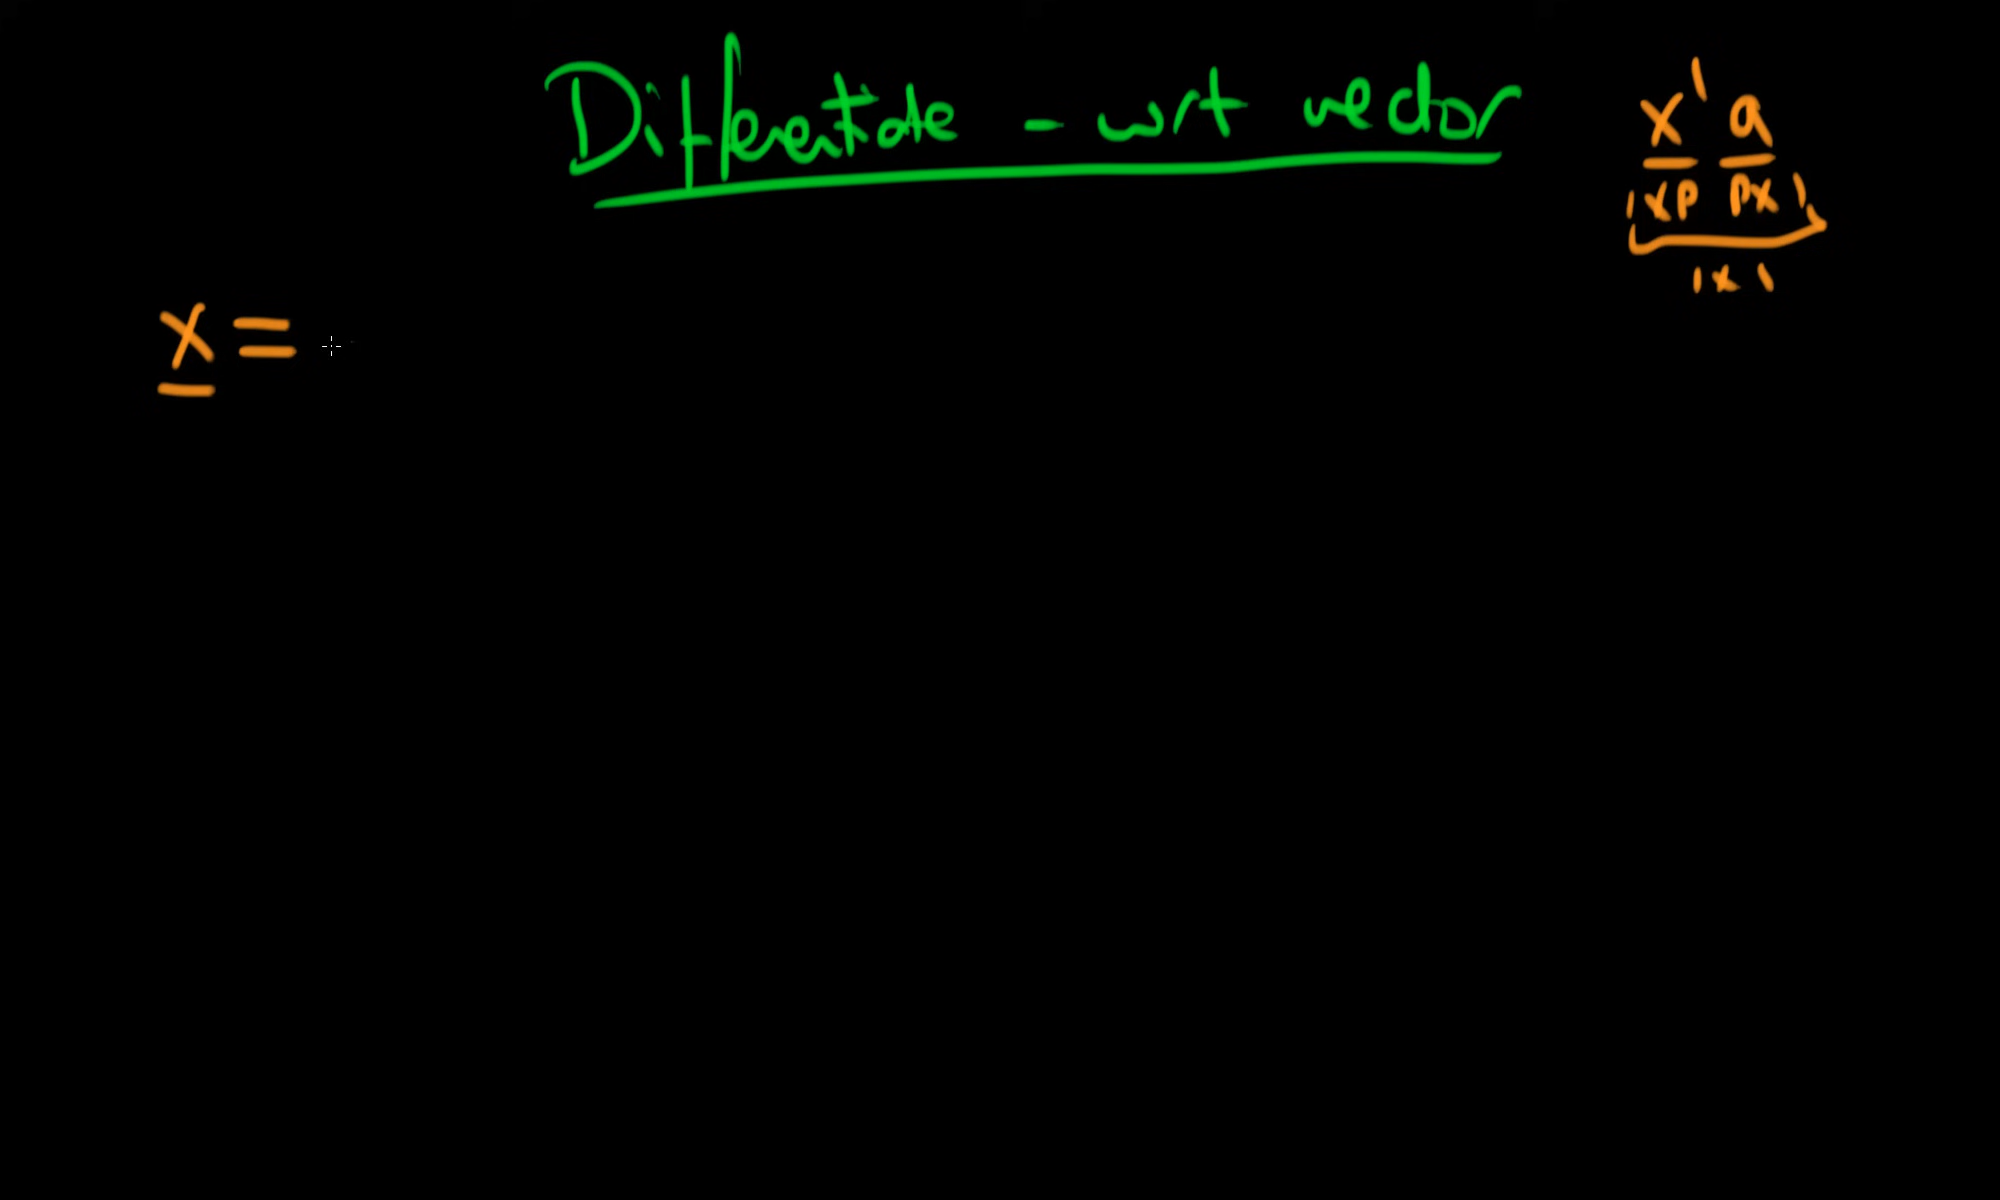 Differentiate - wrt vector
x' a
1xp px1
1x1
x =